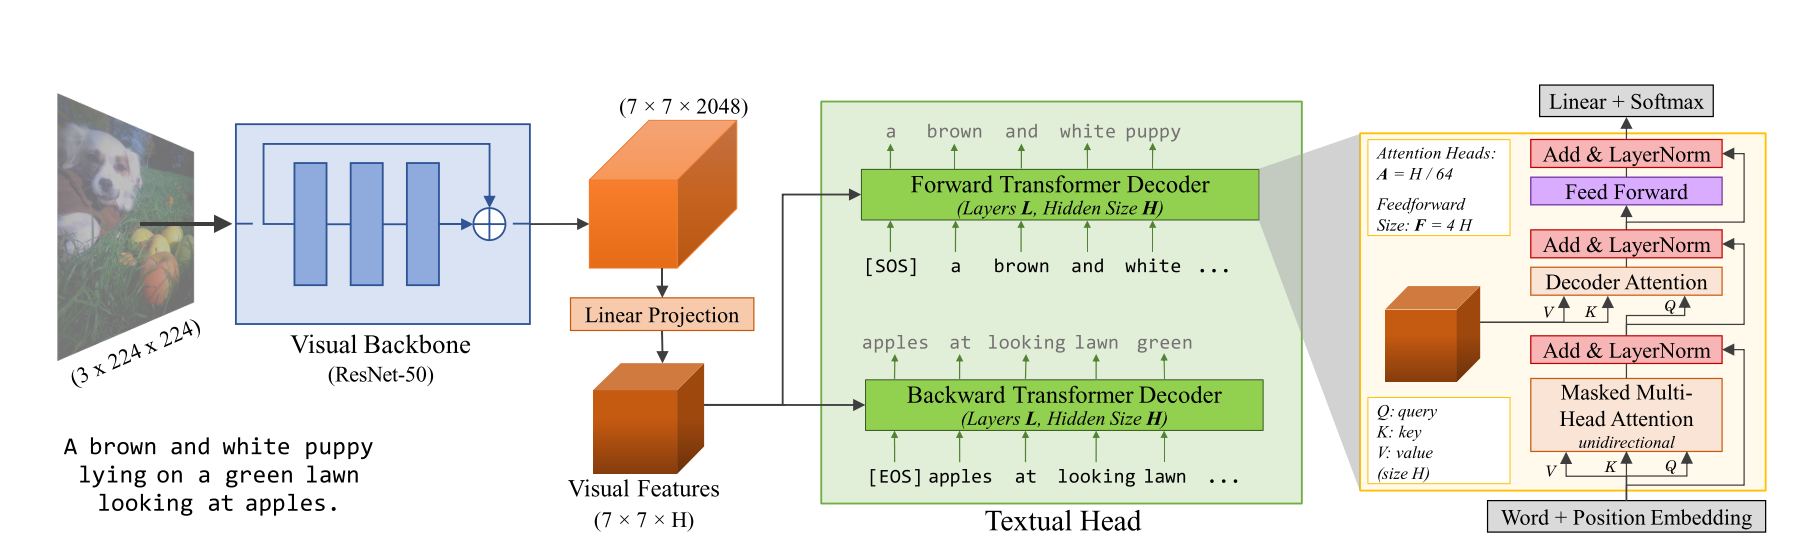 (3 x 224 x 224)
A brown and white puppy
lying on a green lawn
looking at apples.
Visual Backbone
(ResNet-50)
(7 × 7 × 2048)
Linear Projection
Visual Features
(7 × 7 × H)
a brown and white puppy
Forward Transformer Decoder
(Layers L, Hidden Size H)
[SOS] a brown and white ...
apples at looking lawn green
Backward Transformer Decoder
(Layers L, Hidden Size H)
[EOS] apples at looking lawn ...
Textual Head
Linear + Softmax
Attention Heads:
A = H / 64
Feedforward
Size: F = 4 H
Add & LayerNorm
Feed Forward
Add & LayerNorm
Decoder Attention
V K Q
Add & LayerNorm
Masked Multi-
Head Attention
unidirectional
V K Q
Q: query
K: key
V: value
(size H)
Word + Position Embedding